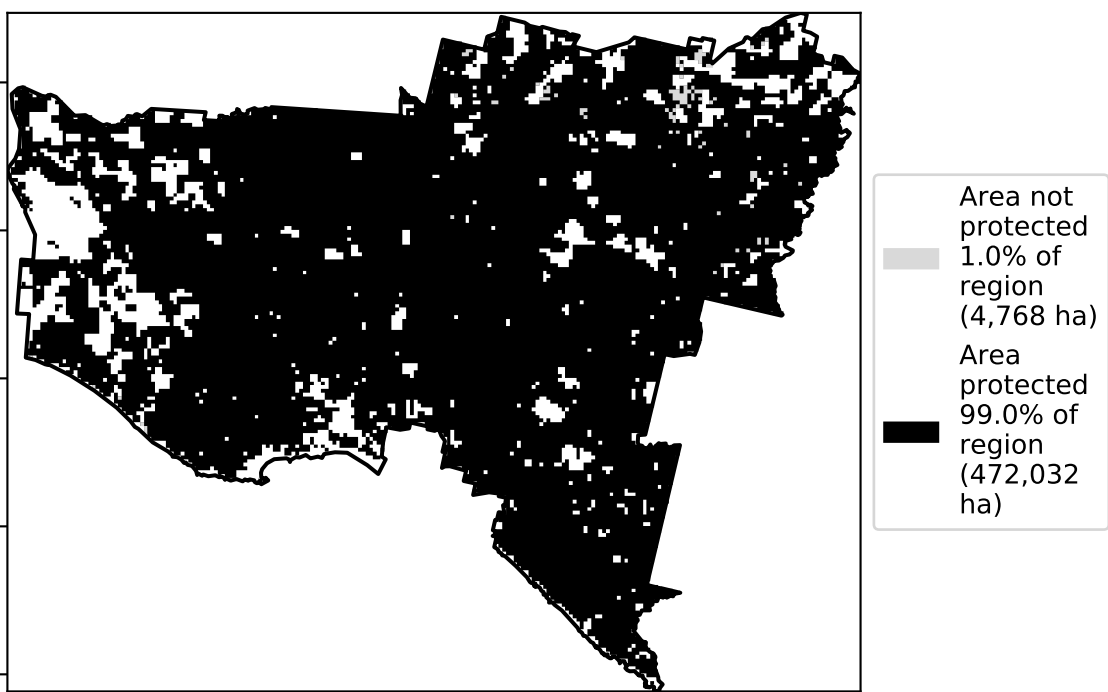 Area not
protected
1.0% of
region
(4,768 ha)
Area
protected
99.0% of
region
(472,032
ha)